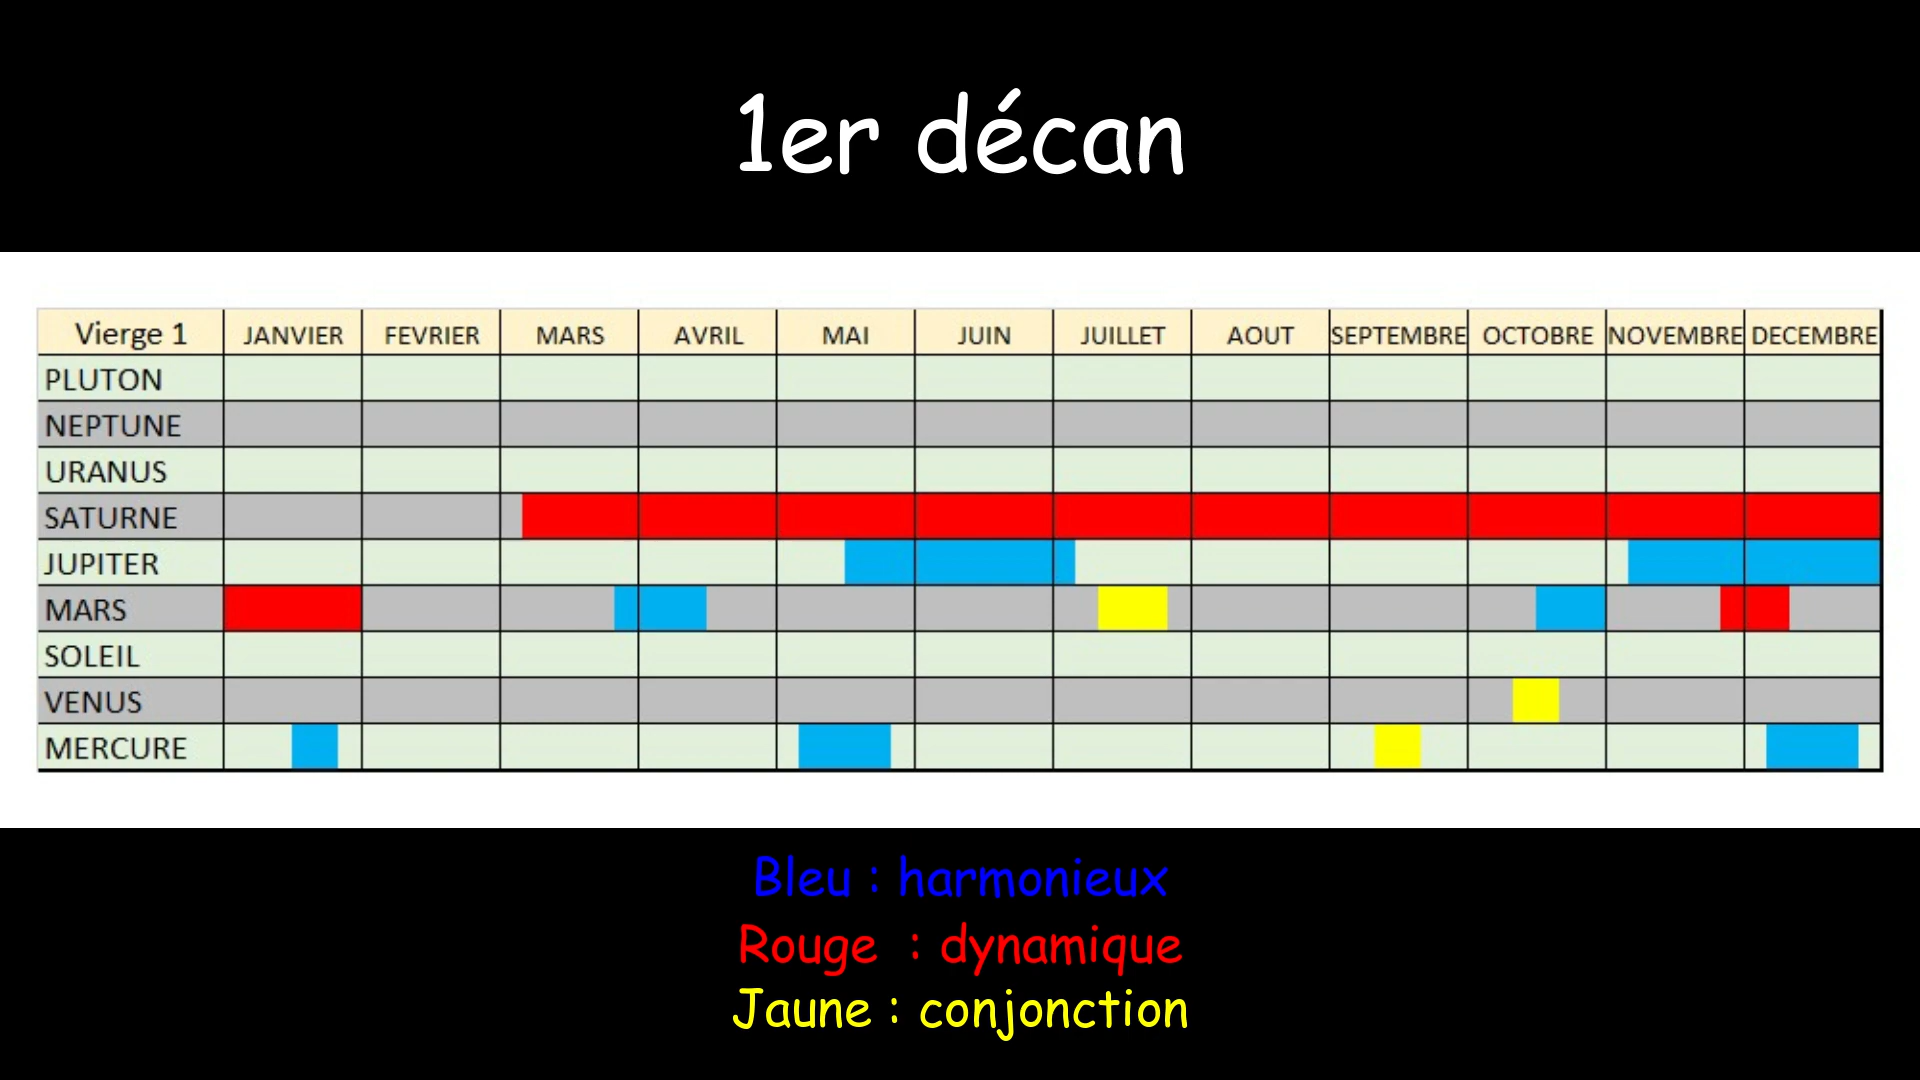 1er décan
Vierge 1 JANVIER FEVRIER MARS AVRIL MAI JUIN JUILLET AOUT SEPTEMBRE OCTOBRE NOVEMBRE DECEMBRE
PLUTON
NEPTUNE
URANUS
SATURNE
JUPITER
MARS
SOLEIL
VENUS
MERCURE
Bleu : harmonieux
Rouge : dynamique
Jaune : conjonction